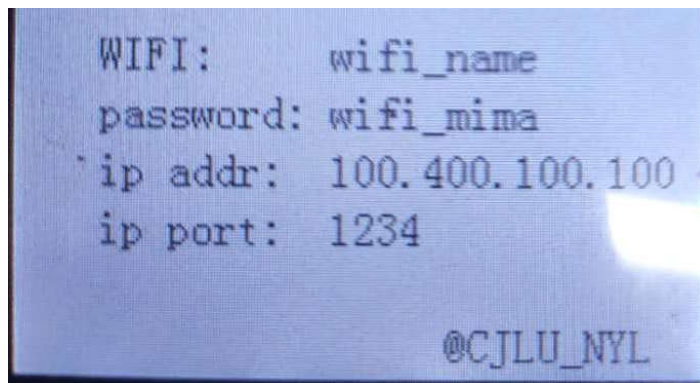 WIFI: wifi_name
password: wifi_mima
ip addr: 100.400.100.100
ip port: 1234
@CJLU_NYL